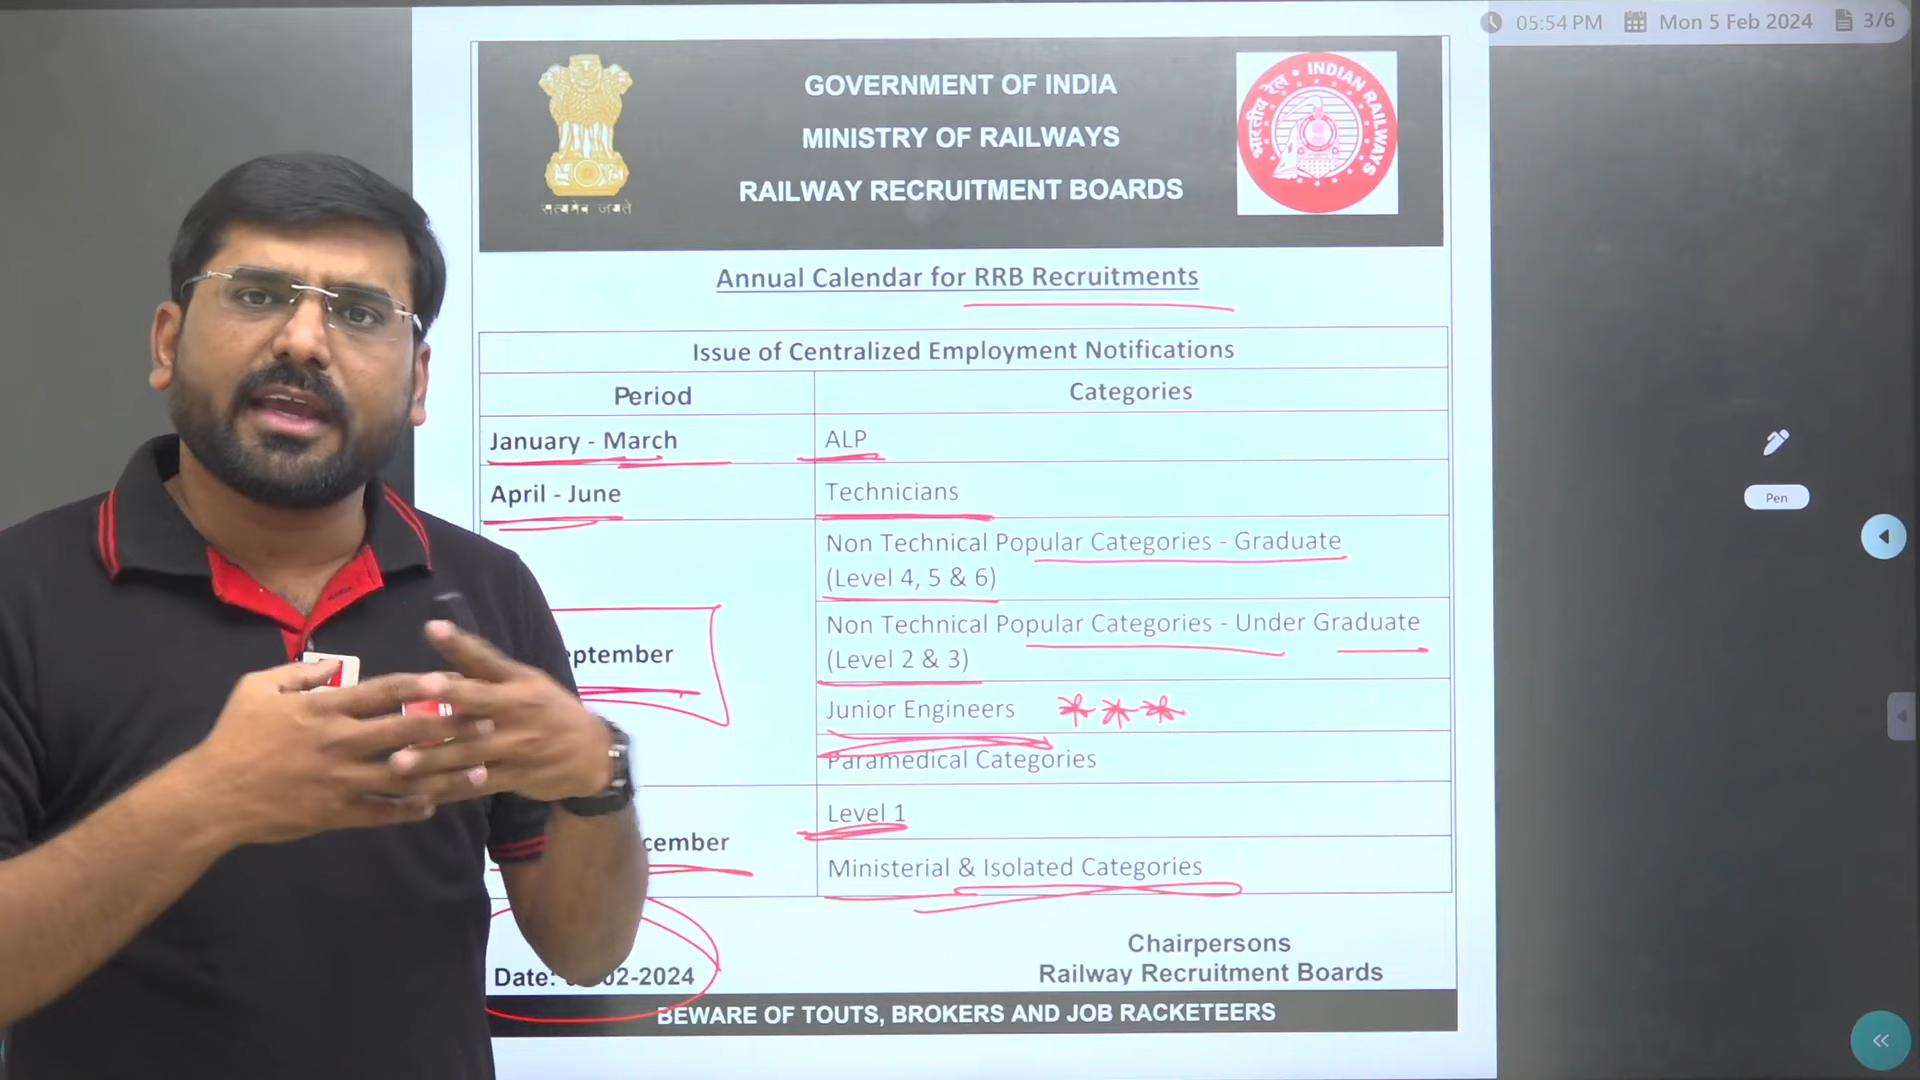 05:54 PM Mon 5 Feb 2024 3/6
GOVERNMENT OF INDIA
MINISTRY OF RAILWAYS
RAILWAY RECRUITMENT BOARDS
सत्यमेव जयते
भारतीय रेल • INDIAN RAILWAYS
Annual Calendar for RRB Recruitments
Issue of Centralized Employment Notifications
Period Categories
January - March ALP
April - June Technicians
Non Technical Popular Categories - Graduate
(Level 4, 5 & 6)
Non Technical Popular Categories - Under Graduate
ptember (Level 2 & 3)
Junior Engineers
Paramedical Categories
Level 1
cember
Ministerial & Isolated Categories
Chairpersons
Date: 02-2024 Railway Recruitment Boards
BEWARE OF TOUTS, BROKERS AND JOB RACKETEERS
Pen